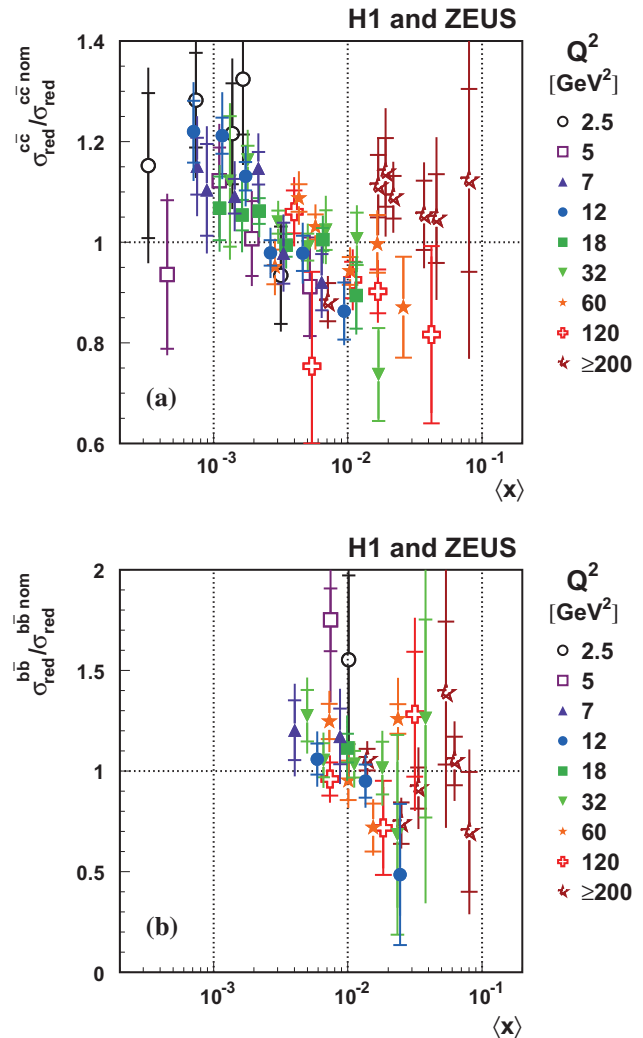 H1 and ZEUS
σ_red^{cc̄} / σ_red^{cc̄ nom}
1.4
1.2
1
0.8
0.6
(a)
10^-3
10^-2
10^-1
⟨x⟩
Q^2
[GeV^2]
2.5
5
7
12
18
32
60
120
≥200
H1 and ZEUS
σ_red^{bb̄} / σ_red^{bb̄ nom}
2
1.5
1
0.5
0
(b)
10^-3
10^-2
10^-1
⟨x⟩
Q^2
[GeV^2]
2.5
5
7
12
18
32
60
120
≥200